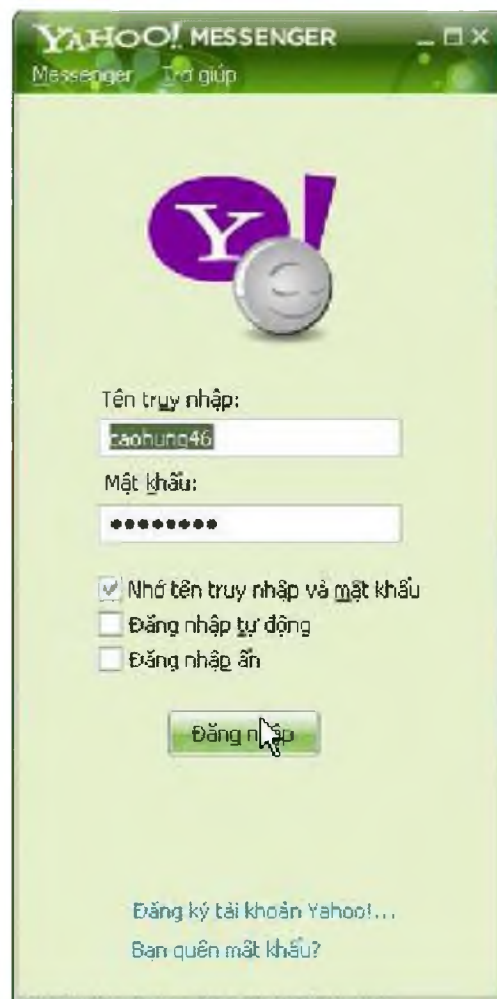 YAHOO! MESSENGER
Messenger Trợ giúp
Y!
Tên truy nhập:
caohung46
Mật khẩu:
••••••••
Nhớ tên truy nhập và mật khẩu
Đăng nhập tự động
Đăng nhập ẩn
Đăng nhập
Đăng ký tài khoản Yahoo!...
Bạn quên mật khẩu?